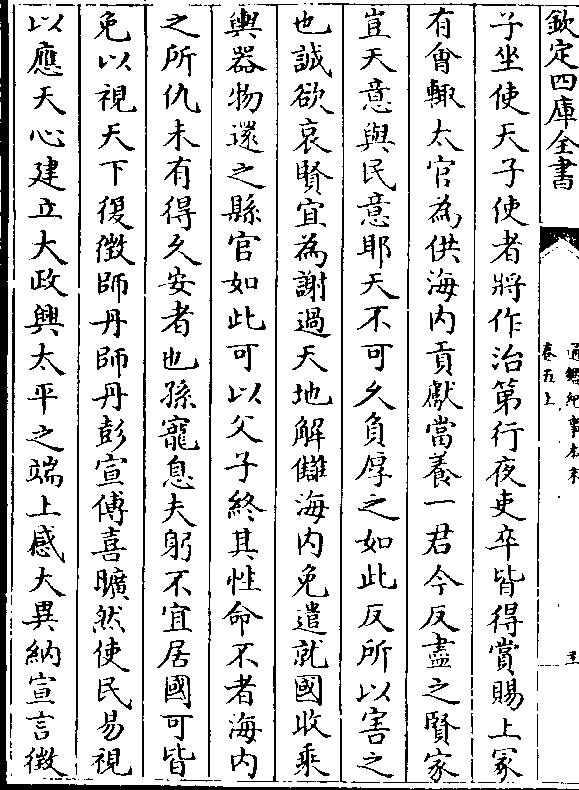 欽定四庫全書
通鑑紀事本末
卷五上
子坐使天子使者將作治第行夜吏卒皆得賞賜上冢
有會輒太官為供海内貢獻當養一君今反盡之賢家
豈天意與民意耶天不可久負厚之如此反所以害之
也誠欲哀賢宜為謝過天地解讎海内免遣就國收乘
輿器物還之縣官如此可以父子終其性命不者海内
之所仇未有得久安者也孫寵息夫躬不宜居國可皆
免以視天下復徴師丹師丹彭宣傅喜曠然使民易視
以應天心建立大政興太平之端上感大異納宣言徴